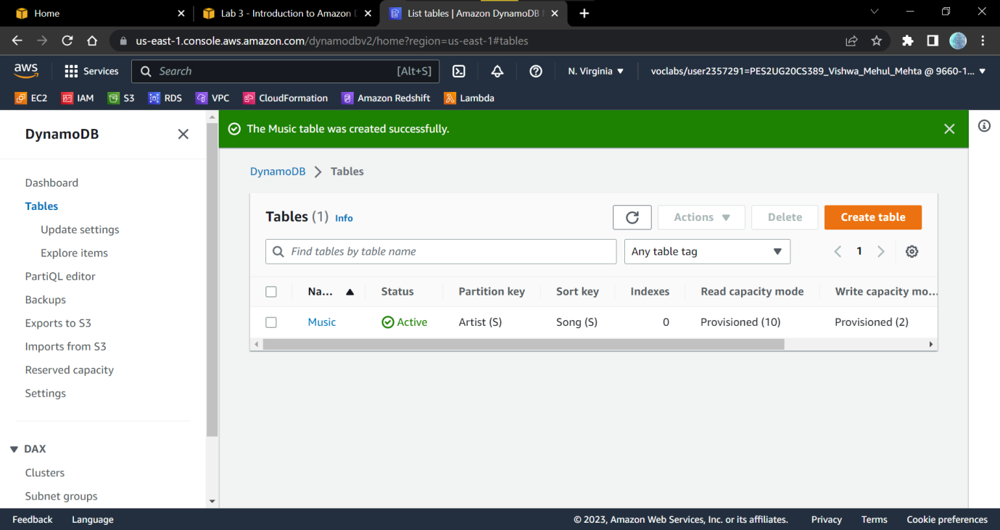 Home
Lab 3 - Introduction to Amazon D
List tables | Amazon DynamoDB
us-east-1.console.aws.amazon.com/dynamodbv2/home?region=us-east-1#tables
aws
Services
Search
[Alt+S]
N. Virginia
voclabs/user2357291=PES2UG20CS389_Vishwa_Mehul_Mehta @ 9660-1...
EC2
IAM
S3
RDS
VPC
CloudFormation
Amazon Redshift
Lambda
DynamoDB
Dashboard
Tables
Update settings
Explore items
PartiQL editor
Backups
Exports to S3
Imports from S3
Reserved capacity
Settings
DAX
Clusters
Subnet groups
The Music table was created successfully.
DynamoDB > Tables
Tables (1) Info
Actions
Delete
Create table
Find tables by table name
Any table tag
1
Na... Status Partition key Sort key Indexes Read capacity mode Write capacity mo...
Music Active Artist (S) Song (S) 0 Provisioned (10) Provisioned (2)
Feedback Language © 2023, Amazon Web Services, Inc. or its affiliates. Privacy Terms Cookie preferences